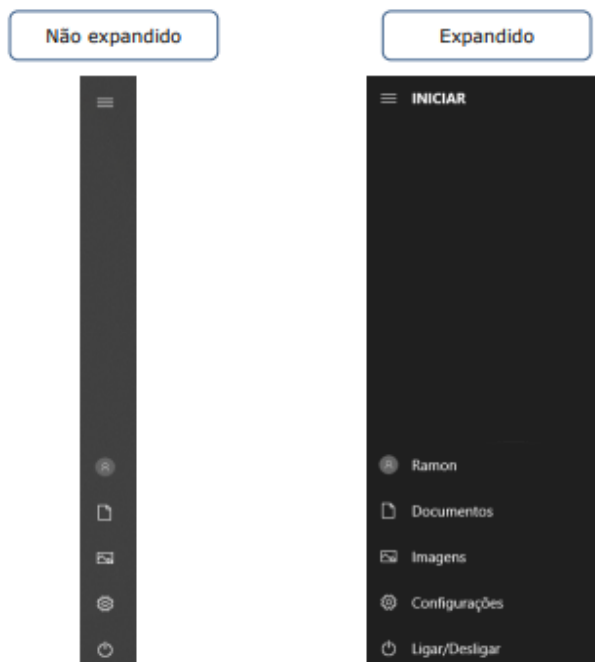 Não expandido
Expandido
INICIAR
Ramon
Documentos
Imagens
Configurações
Ligar/Desligar